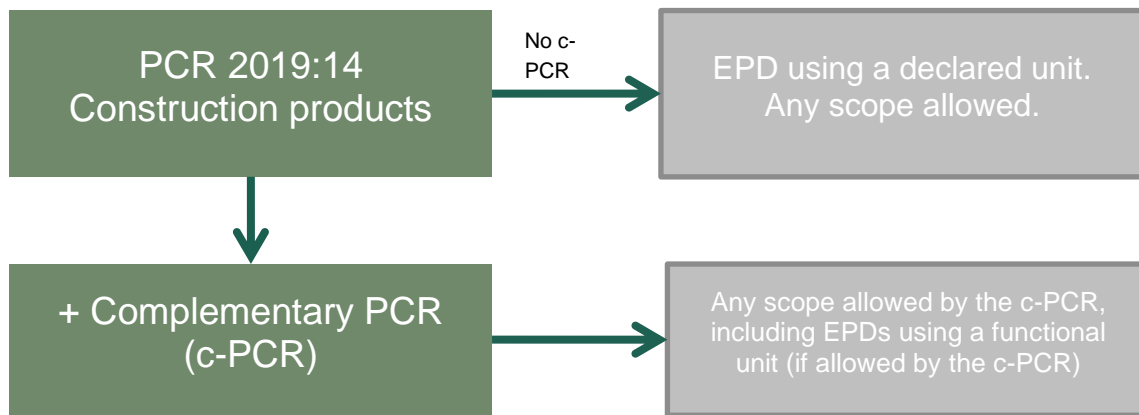 PCR 2019:14
Construction products
No c-
PCR
EPD using a declared unit.
Any scope allowed.
+ Complementary PCR
(c-PCR)
Any scope allowed by the c-PCR,
including EPDs using a functional
unit (if allowed by the c-PCR)